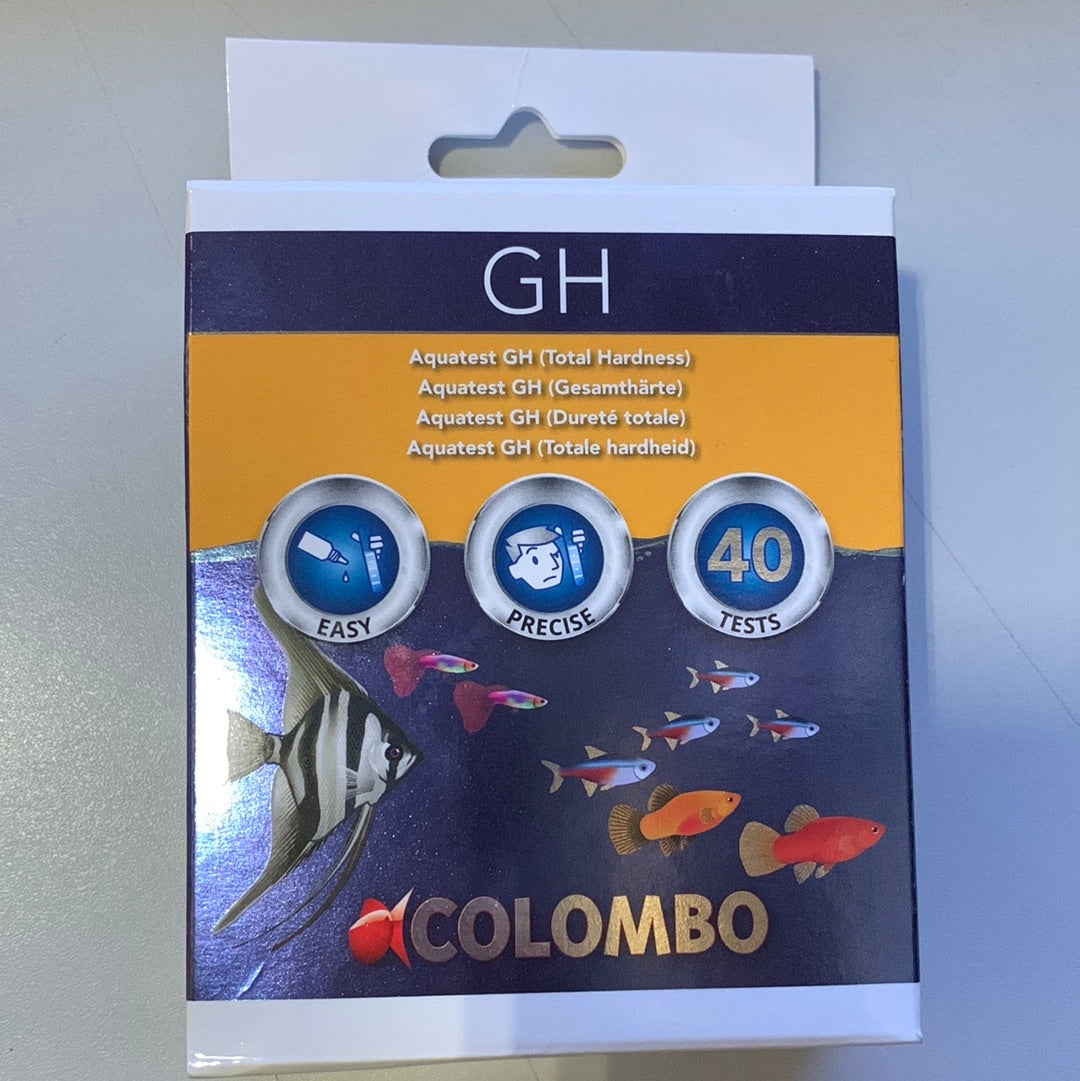 GH
Aquatest GH (Total Hardness)
Aquatest GH (Gesamthärte)
Aquatest GH (Dureté totale)
Aquatest GH (Totale hardheid)
EASY
PRECISE
40
TESTS
COLOMBO